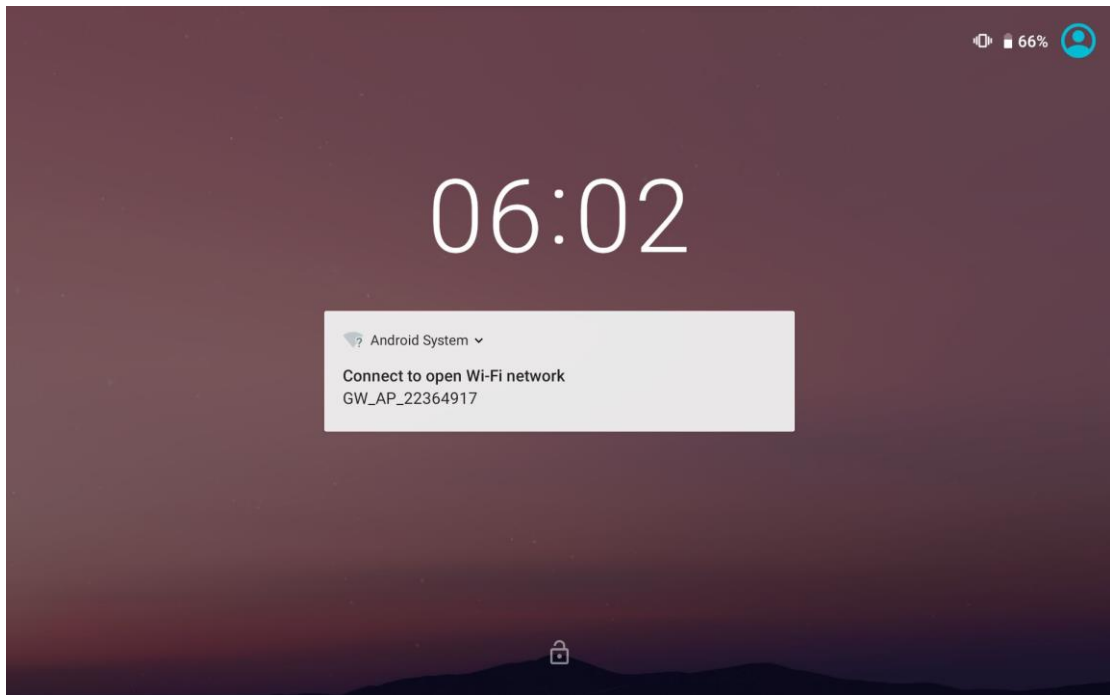 66%
06:02
Android System
Connect to open Wi-Fi network
GW_AP_22364917